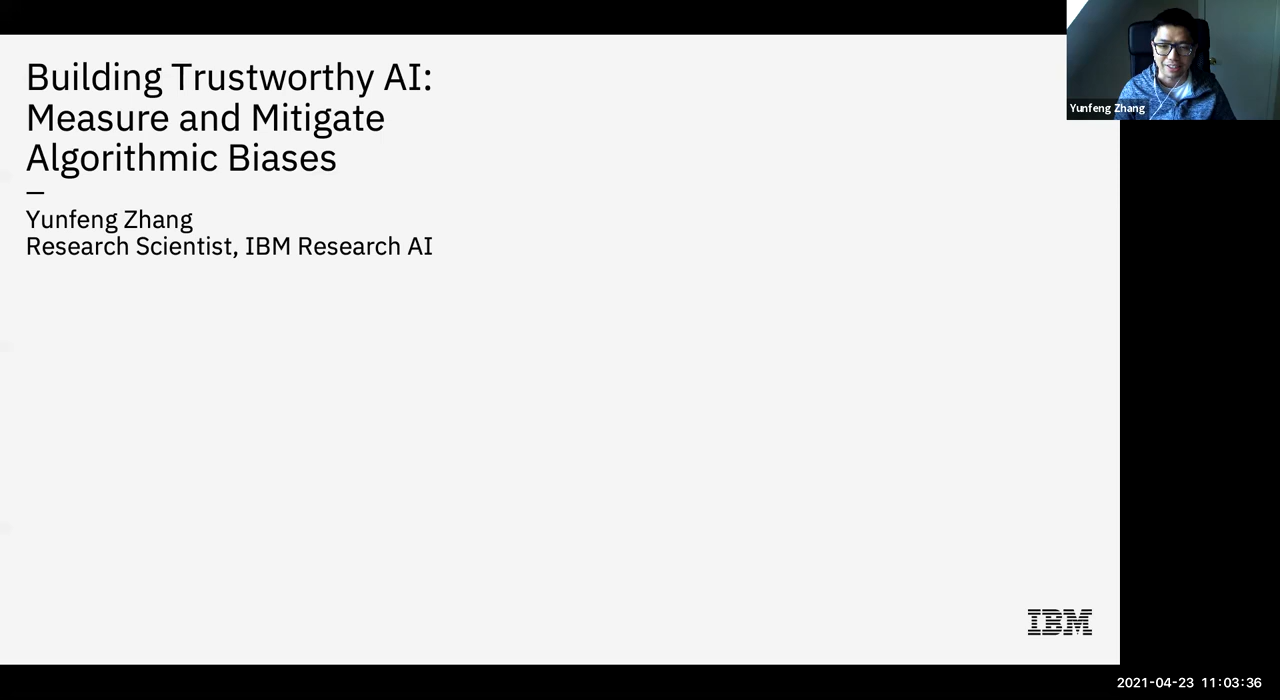 Building Trustworthy AI:
Measure and Mitigate
Algorithmic Biases
—
Yunfeng Zhang
Research Scientist, IBM Research AI
Yunfeng Zhang
IBM
2021-04-23 11:03:36